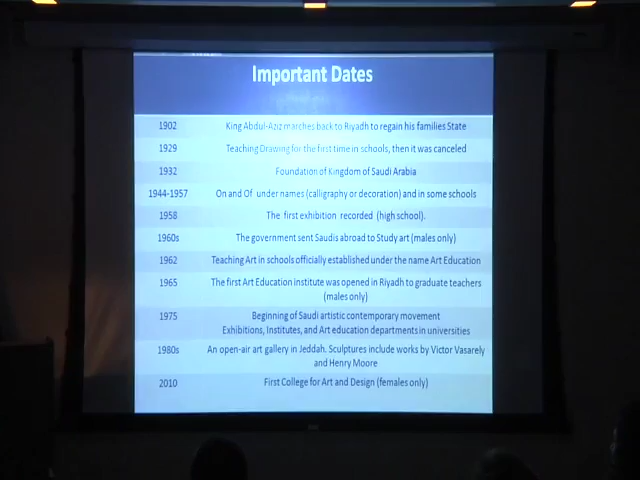 Important Dates
1902 King Abdul-Aziz marches back to Riyadh to regain his families State
1929 Teaching Drawing for the first time in schools, then it was canceled
1932 Foundation of Kingdom of Saudi Arabia
1944-1957 On and Of under names (calligraphy or decoration) and in some schools
1958 The first exhibition recorded (high school).
1960s The government sent Saudis abroad to Study art (males only)
1962 Teaching Art in schools officially established under the name Art Education
1965 The first Art Education institute was opened in Riyadh to graduate teachers
(males only)
1975 Beginning of Saudi artistic contemporary movement
Exhibitions, Institutes, and Art education departments in universities
1980s An open-air art gallery in Jeddah. Sculptures include works by Victor Vasarely
and Henry Moore
2010 First College for Art and Design (females only)